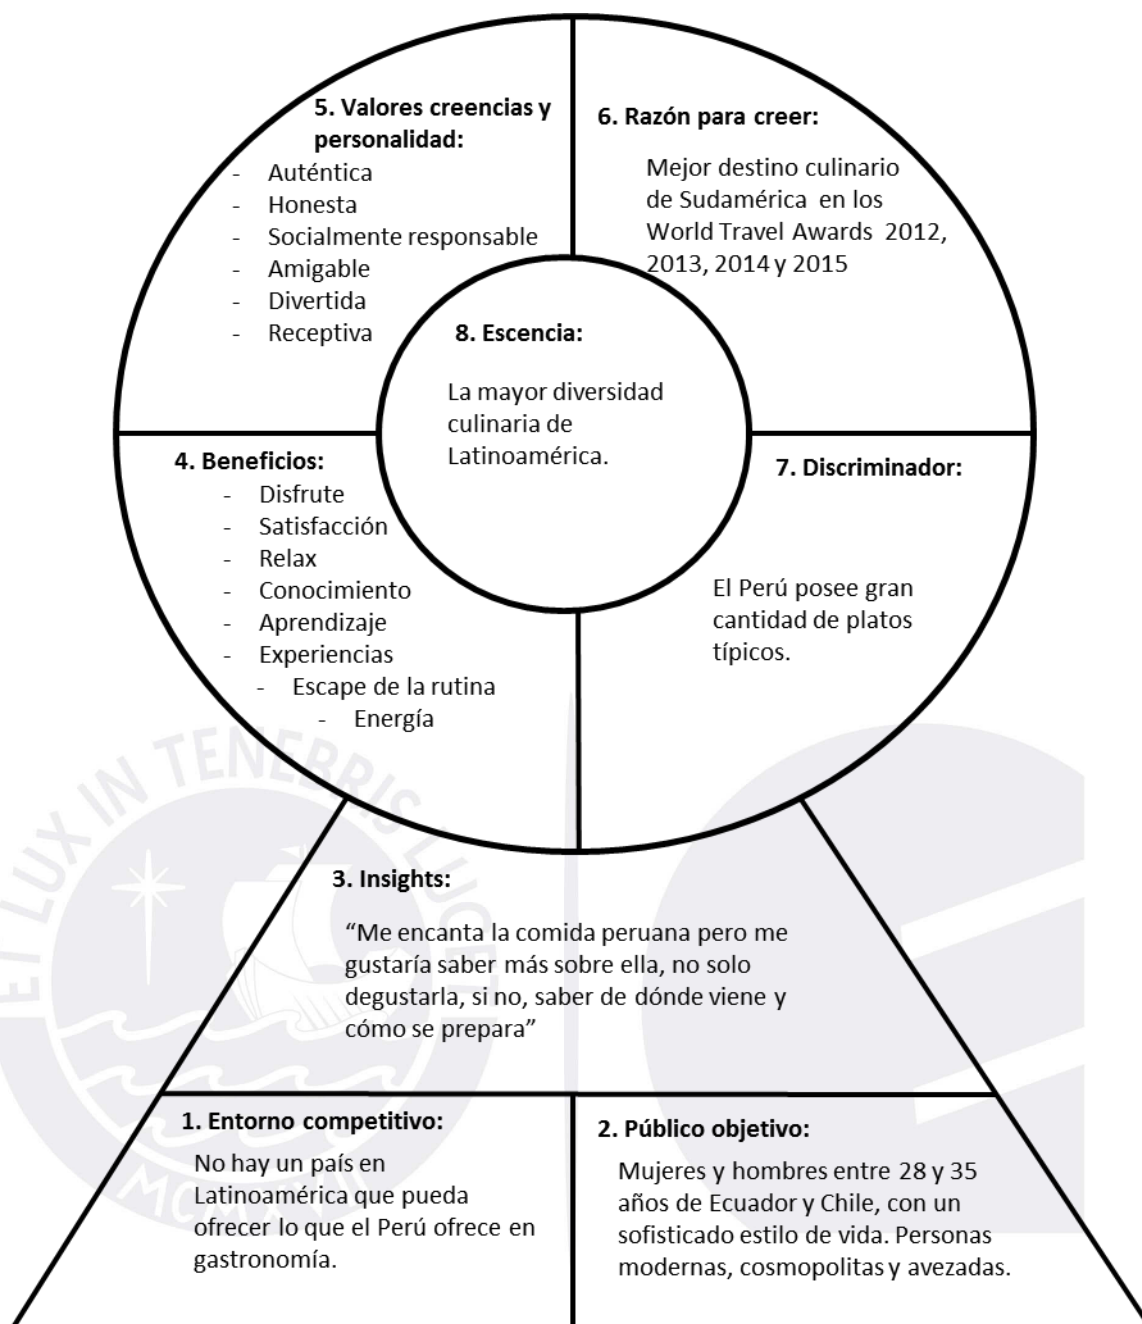 5. Valores creencias y
personalidad:
- Auténtica
- Honesta
- Socialmente responsable
- Amigable
- Divertida
- Receptiva
6. Razón para creer:
Mejor destino culinario
de Sudamérica en los
World Travel Awards 2012,
2013, 2014 y 2015
8. Escencia:
La mayor diversidad
culinaria de
Latinoamérica.
4. Beneficios:
- Disfrute
- Satisfacción
- Relax
- Conocimiento
- Aprendizaje
- Experiencias
- Escape de la rutina
- Energía
7. Discriminador:
El Perú posee gran
cantidad de platos
típicos.
3. Insights:
“Me encanta la comida peruana pero me
gustaría saber más sobre ella, no solo
degustarla, si no, saber de dónde viene y
cómo se prepara”
1. Entorno competitivo:
No hay un país en
Latinoamérica que pueda
ofrecer lo que el Perú ofrece en
gastronomía.
2. Público objetivo:
Mujeres y hombres entre 28 y 35
años de Ecuador y Chile, con un
sofisticado estilo de vida. Personas
modernas, cosmopolitas y avezadas.
ET LUX IN TENEBRIS LUCET
MCMXVII